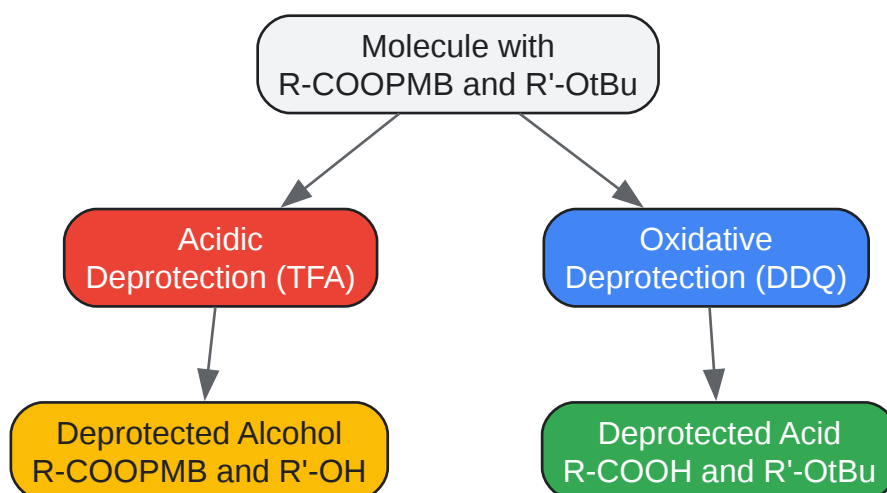 Molecule with
R-COOPMB and R'-OtBu
Acidic
Deprotection (TFA)
Oxidative
Deprotection (DDQ)
Deprotected Alcohol
R-COOPMB and R'-OH
Deprotected Acid
R-COOH and R'-OtBu